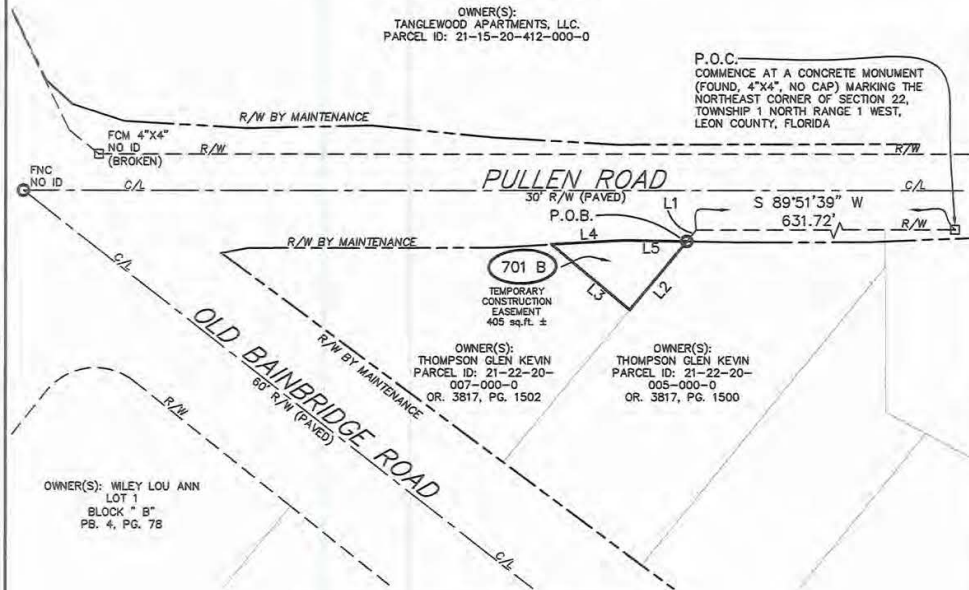 OWNER(S):
TANGLEWOOD APARTMENTS, LLC.
PARCEL ID: 21-15-20-412-000-0
P.O.C.
COMMENCE AT A CONCRETE MONUMENT
(FOUND, 4"X4", NO CAP) MARKING THE
NORTHEAST CORNER OF SECTION 22,
TOWNSHIP 1 NORTH RANGE 1 WEST,
LEON COUNTY, FLORIDA
R/W BY MAINTENANCE
FCM 4"X4"
NO ID
(BROKEN)
R/W
R/W
FNC
NO ID
C/L
PULLEN ROAD
C/L
30' R/W (PAVED)
P.O.B.
L1
S 89°51'39" W
631.72'
R/W
R/W BY MAINTENANCE
L4
L5
C/L
701 B
L3
L2
TEMPORARY
CONSTRUCTION
EASEMENT
405 sq.ft. ±
OLD BAINBRIDGE ROAD
60' R/W (PAVED)
R/W BY MAINTENANCE
OWNER(S):
THOMPSON GLEN KEVIN
PARCEL ID: 21-22-20-
007-000-0
OR. 3817, PG. 1502
OWNER(S):
THOMPSON GLEN KEVIN
PARCEL ID: 21-22-20-
005-000-0
OR. 3817, PG. 1500
R/W
OWNER(S): WILEY LOU ANN
LOT 1
BLOCK " B"
PB. 4, PG. 78
C/L